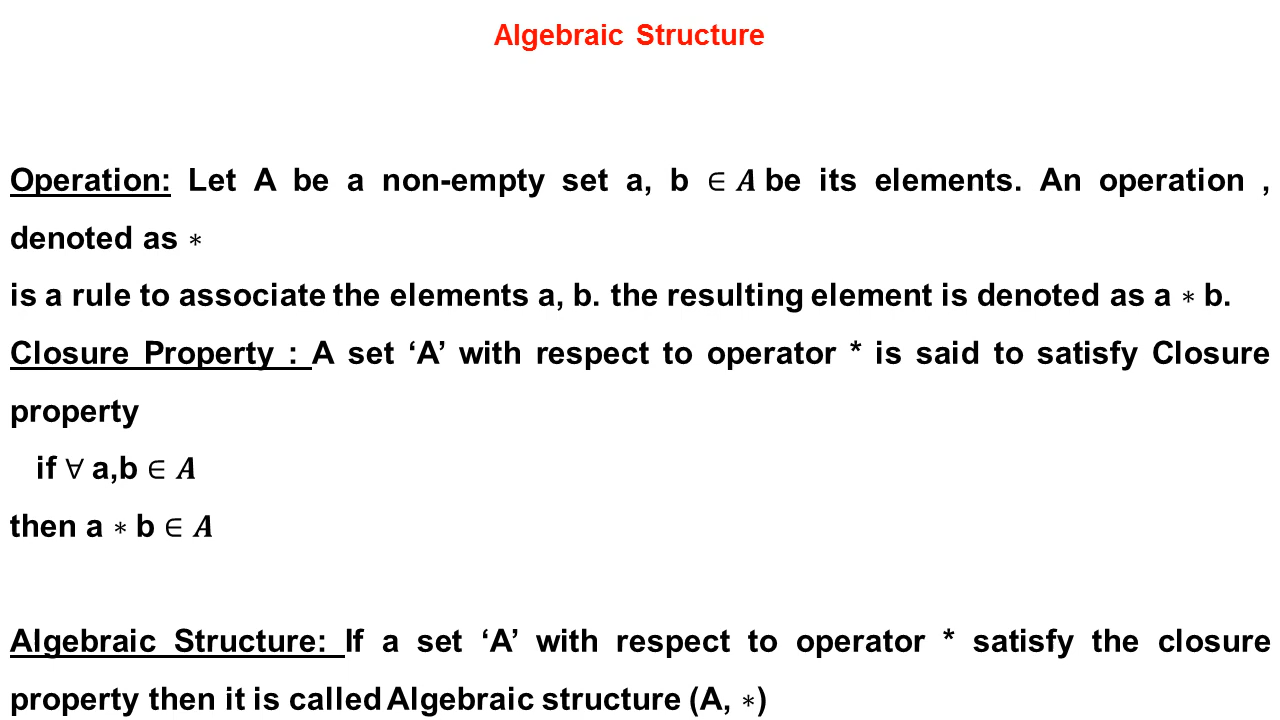 Algebraic Structure
Operation: Let A be a non-empty set a, b ∈ 𝑨 be its elements. An operation ,
denoted as ∗
is a rule to associate the elements a, b. the resulting element is denoted as a ∗ b.
Closure Property : A set ‘A’ with respect to operator * is said to satisfy Closure
property
if ∀ a,b ∈ 𝑨
then a ∗ b ∈ 𝑨
Algebraic Structure: If a set ‘A’ with respect to operator * satisfy the closure
property then it is called Algebraic structure (A, ∗)